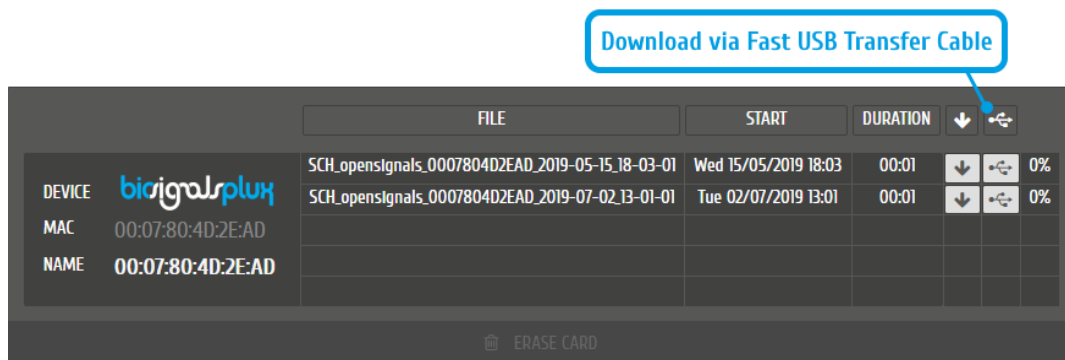 Download via Fast USB Transfer Cable
FILE START DURATION
SCH_opensignals_0007804D2EAD_2019-05-15_18-03-01 Wed 15/05/2019 18:03 00:01 0%
SCH_opensignals_0007804D2EAD_2019-07-02_13-01-01 Tue 02/07/2019 13:01 00:01 0%
DEVICE biosignalsplux
MAC 00:07:80:4D:2E:AD
NAME 00:07:80:4D:2E:AD
ERASE CARD